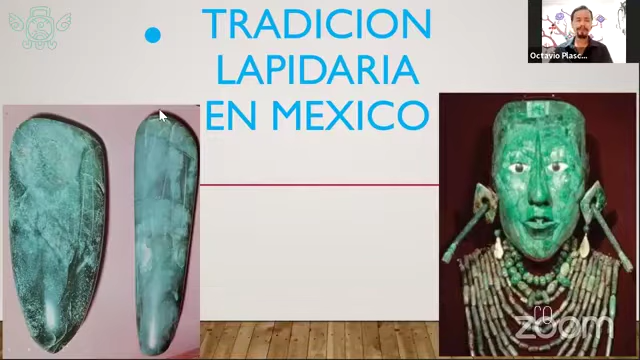 TRADICION
LAPIDARIA
EN MEXICO
Octavio Plasc...
zoom